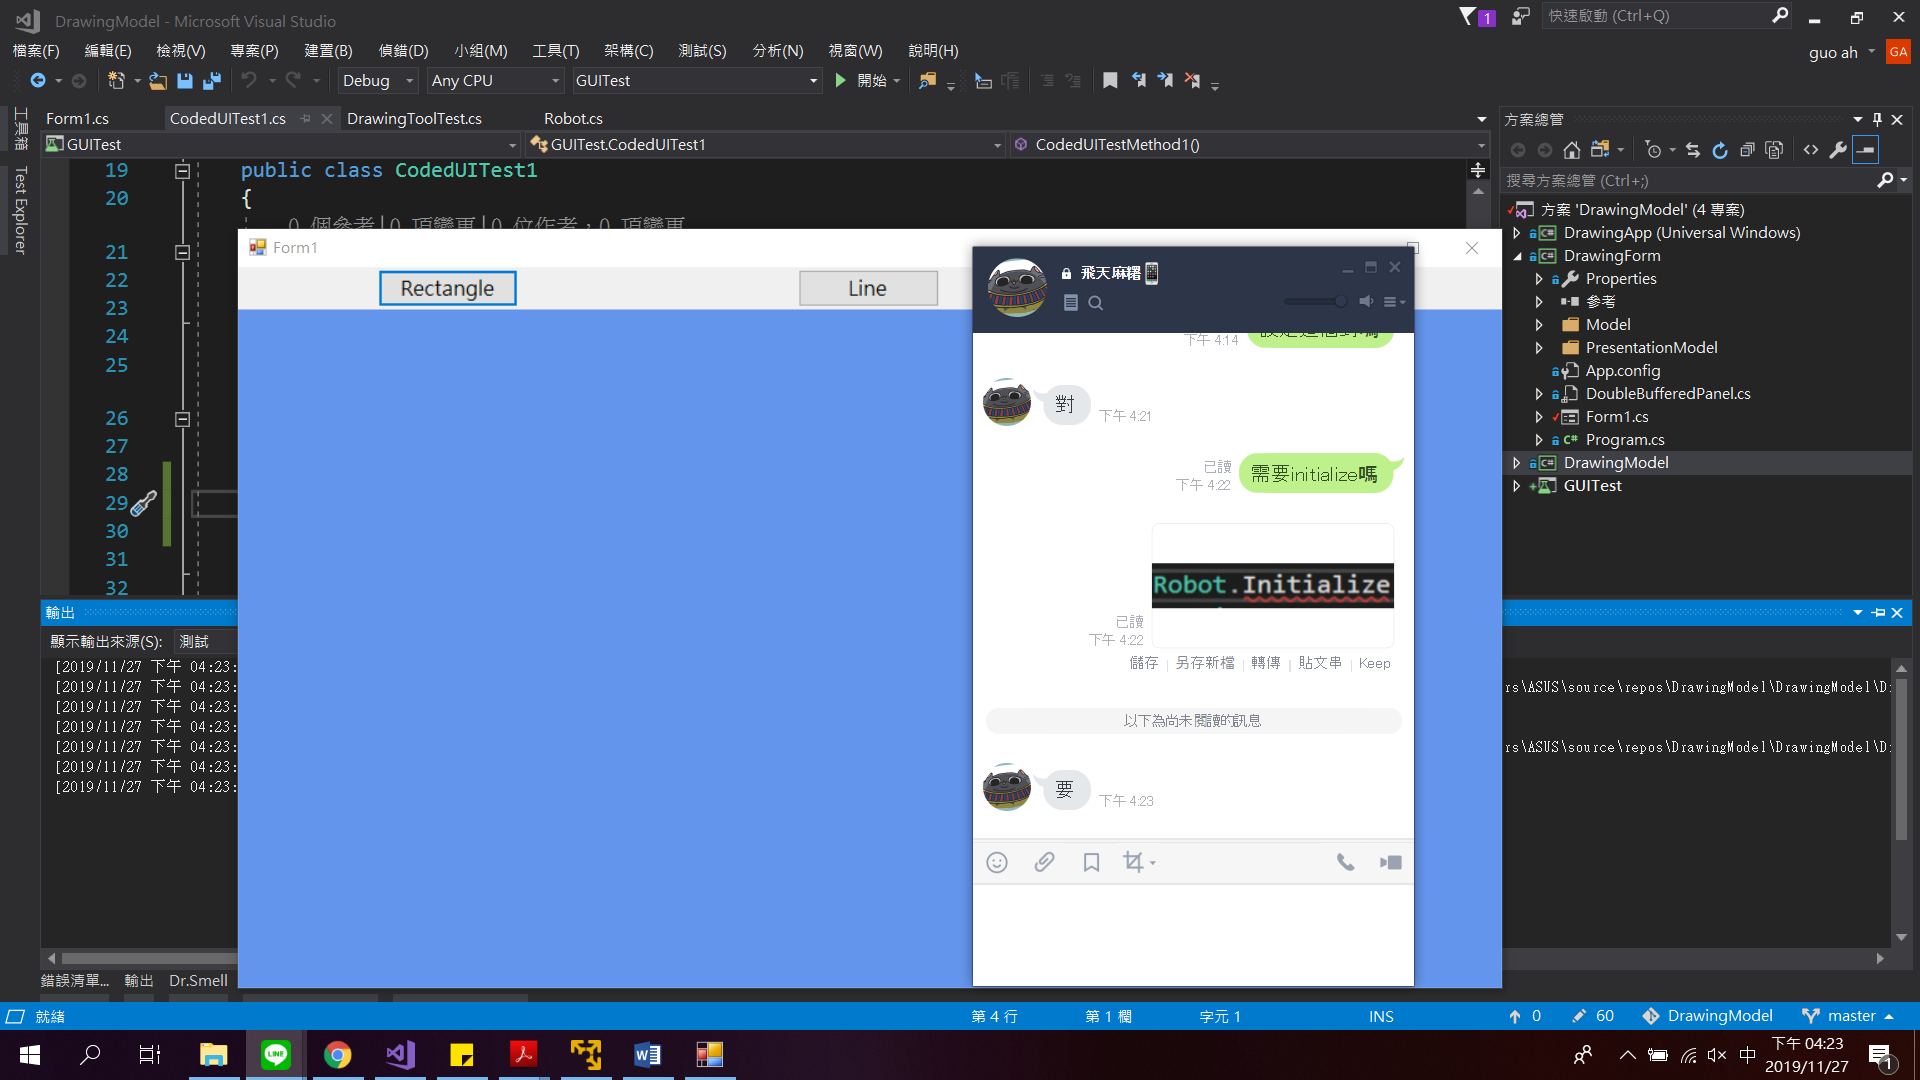 DrawingModel - Microsoft Visual Studio
1
快速啟動 (Ctrl+Q)
檔案(F) 編輯(E) 檢視(V) 專案(P) 建置(B) 偵錯(D) 小組(M) 工具(T) 架構(C) 測試(S) 分析(N) 視窗(W) 說明(H)
guo ah GA
Debug Any CPU GUITest 開始
工具箱
Test Explorer
Form1.cs CodedUITest1.cs DrawingToolTest.cs Robot.cs
GUITest GUITest.CodedUITest1 CodedUITestMethod1()
19 public class CodedUITest1
20 {
0 個參考|0 項變更|0 位作者，0 項變更
21
22
23
24
25
26
27
28
29
30
31
32
Form1
Rectangle Line
飛天麻糬
下午 4:14
對 下午 4:21
已讀
下午 4:22
需要initialize嗎
Robot.Initialize
已讀
下午 4:22
儲存 | 另存新檔 | 轉傳 | 貼文串 | Keep
以下為尚未閱讀的訊息
要 下午 4:23
方案總管
搜尋方案總管 (Ctrl+;)
方案 'DrawingModel' (4 專案)
DrawingApp (Universal Windows)
DrawingForm
Properties
參考
Model
PresentationModel
App.config
DoubleBufferedPanel.cs
Form1.cs
Program.cs
DrawingModel
GUITest
輸出
顯示輸出來源(S): 測試
[2019/11/27 下午 04:23:
[2019/11/27 下午 04:23: rs\ASUS\source\repos\DrawingModel\DrawingModel\D
[2019/11/27 下午 04:23:
[2019/11/27 下午 04:23:
[2019/11/27 下午 04:23: rs\ASUS\source\repos\DrawingModel\DrawingModel\D
[2019/11/27 下午 04:23:
[2019/11/27 下午 04:23:
錯誤清單... 輸出 Dr.Smell
就緒 第 4 行 第 1 欄 字元 1 INS 0 60 DrawingModel master
LINE
中
下午 04:23
2019/11/27
1